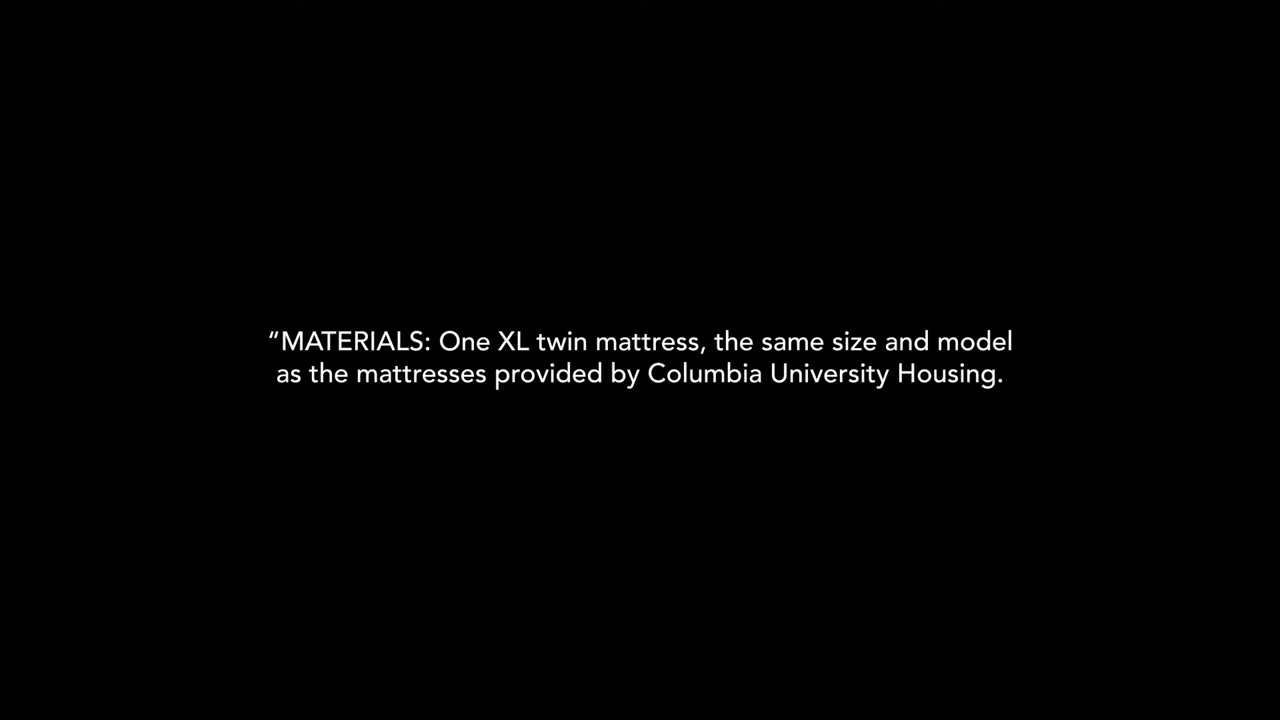 “MATERIALS: One XL twin mattress, the same size and model
as the mattresses provided by Columbia University Housing.